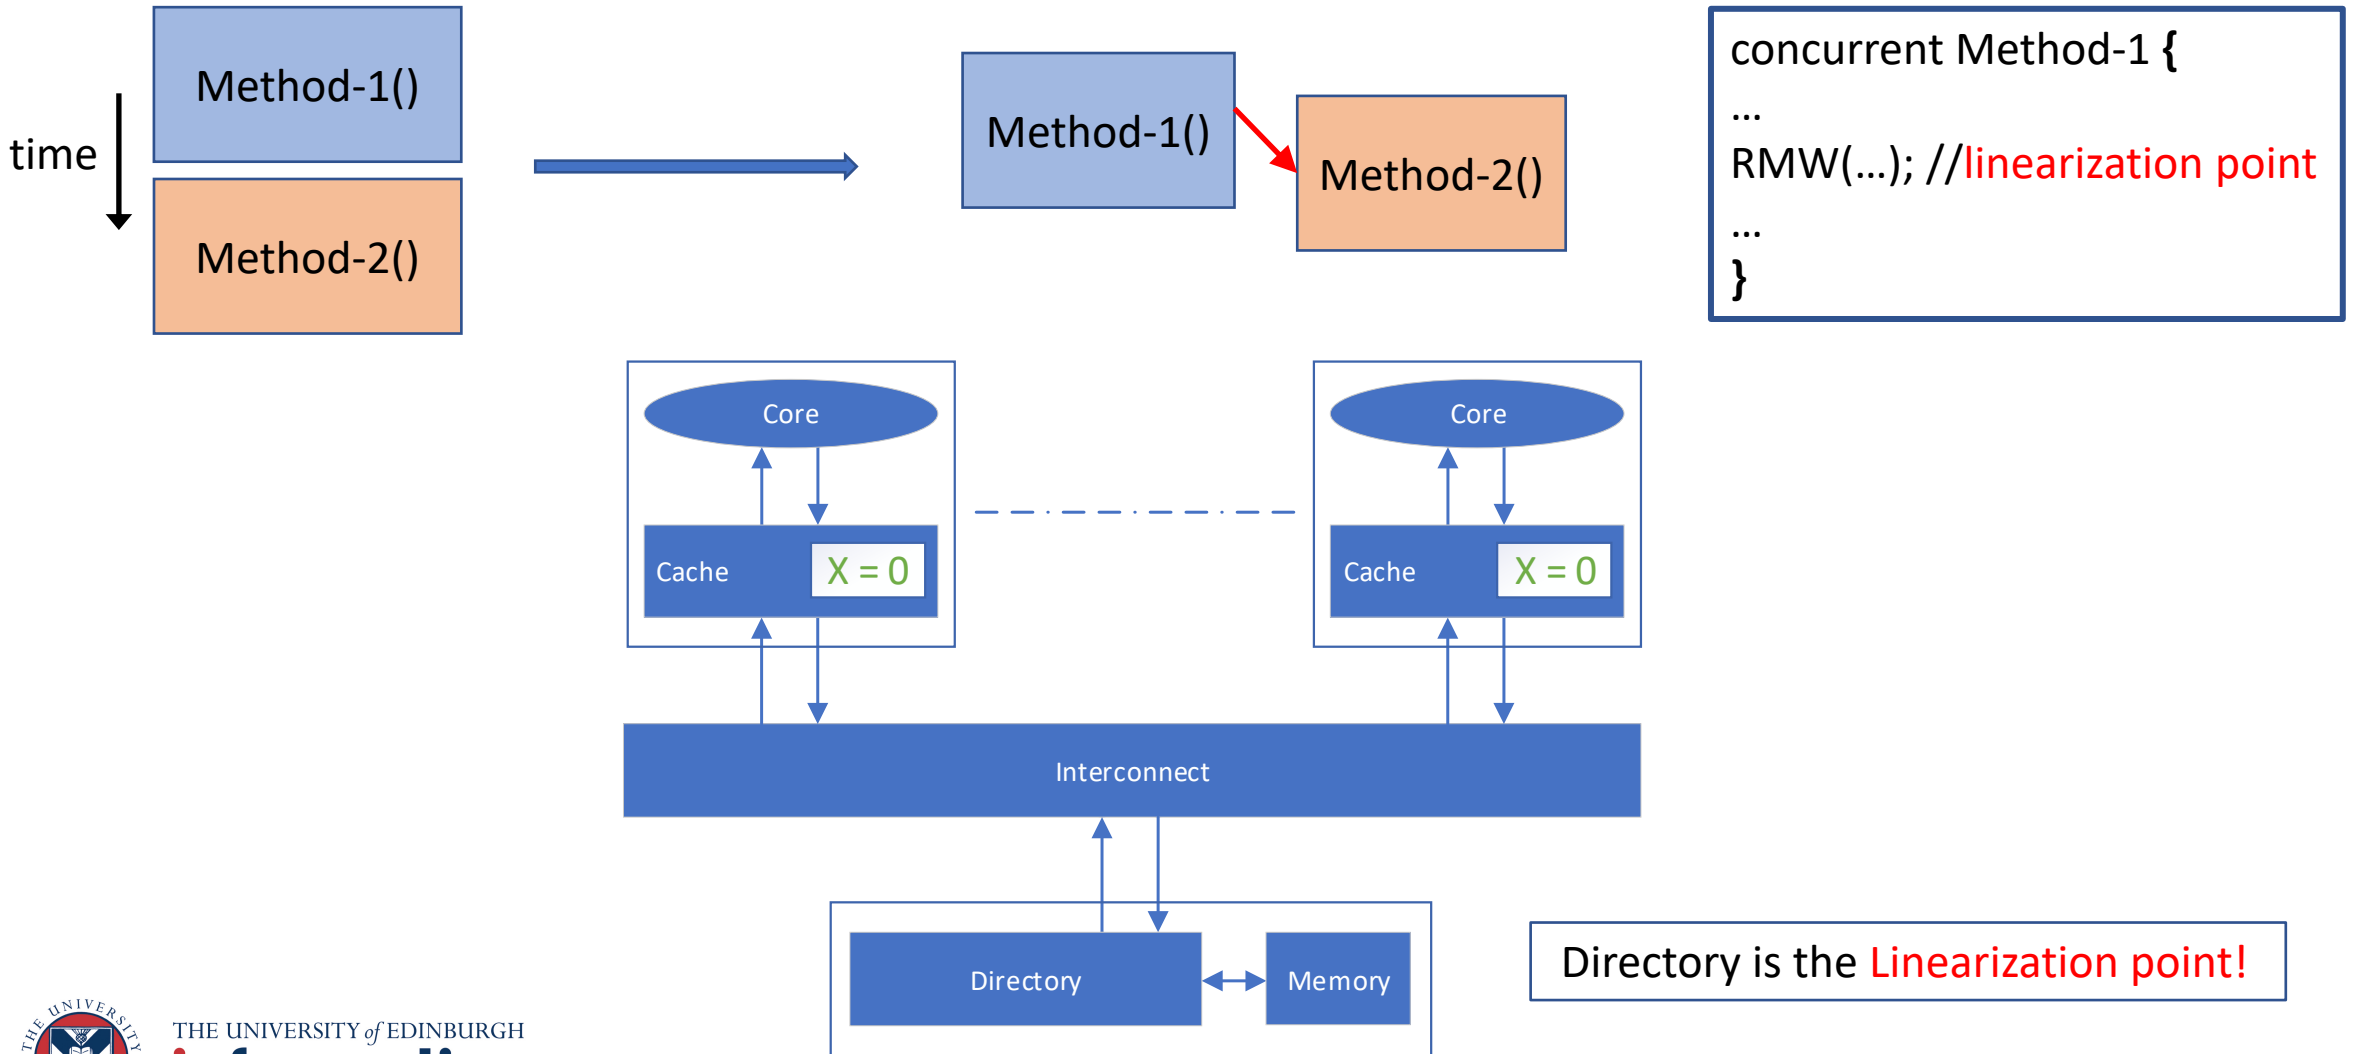 Method-1()
time
Method-2()
Method-1()
Method-2()
concurrent Method-1 {
...
RMW(...); //linearization point
...
}
Core
Core
Cache
X = 0
Cache
X = 0
Interconnect
Directory
Memory
Directory is the Linearization point!
THE UNIVERSITY of EDINBURGH